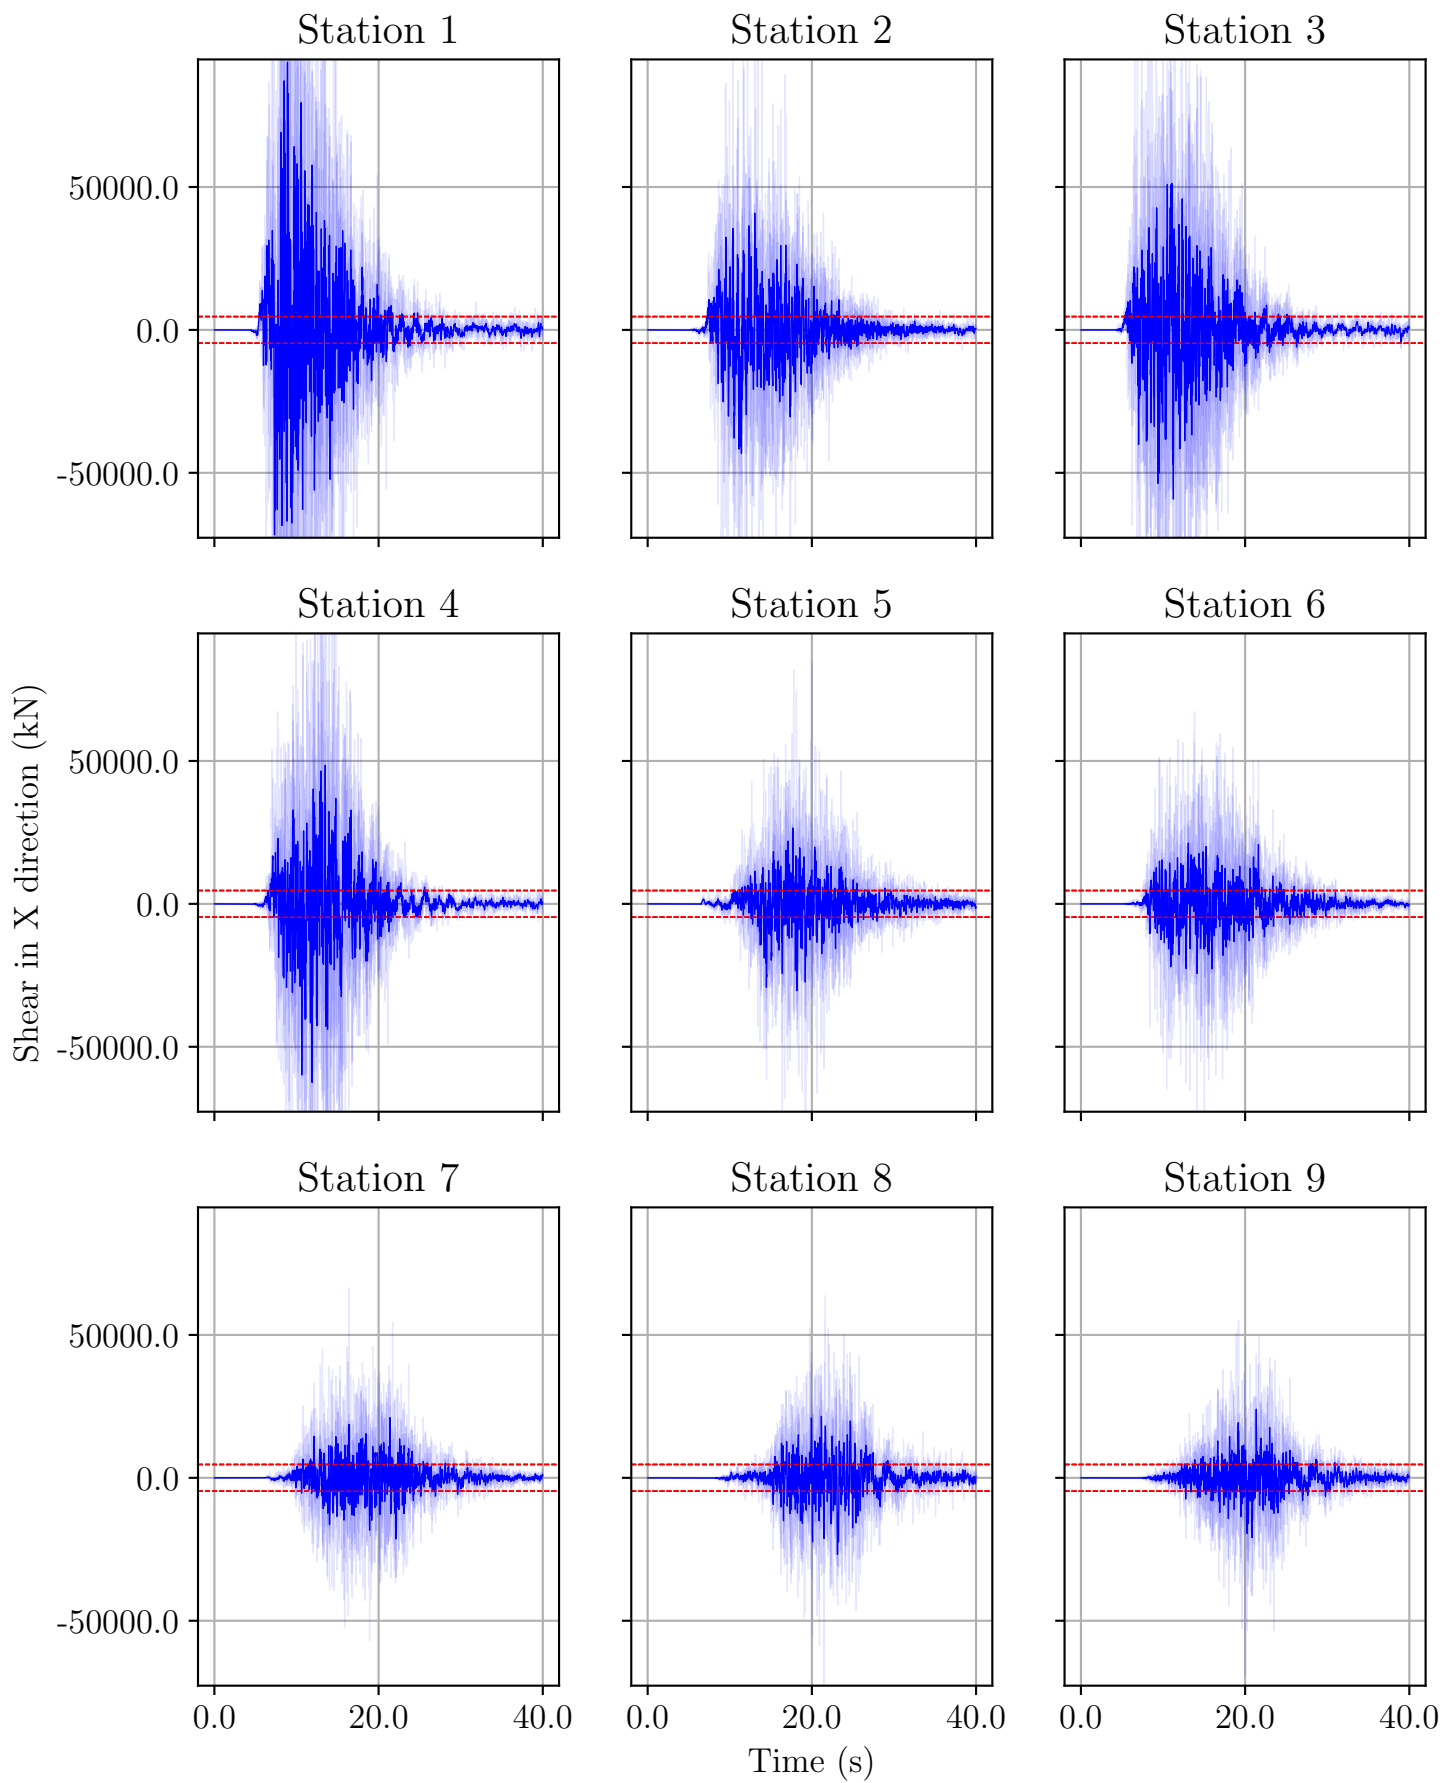 Station 1
Station 2
Station 3
50000.0
0.0
-50000.0
Station 4
Station 5
Station 6
Shear in X direction (kN)
50000.0
0.0
-50000.0
Station 7
Station 8
Station 9
50000.0
0.0
-50000.0
0.0 20.0 40.0 0.0 20.0 40.0 0.0 20.0 40.0
Time (s)